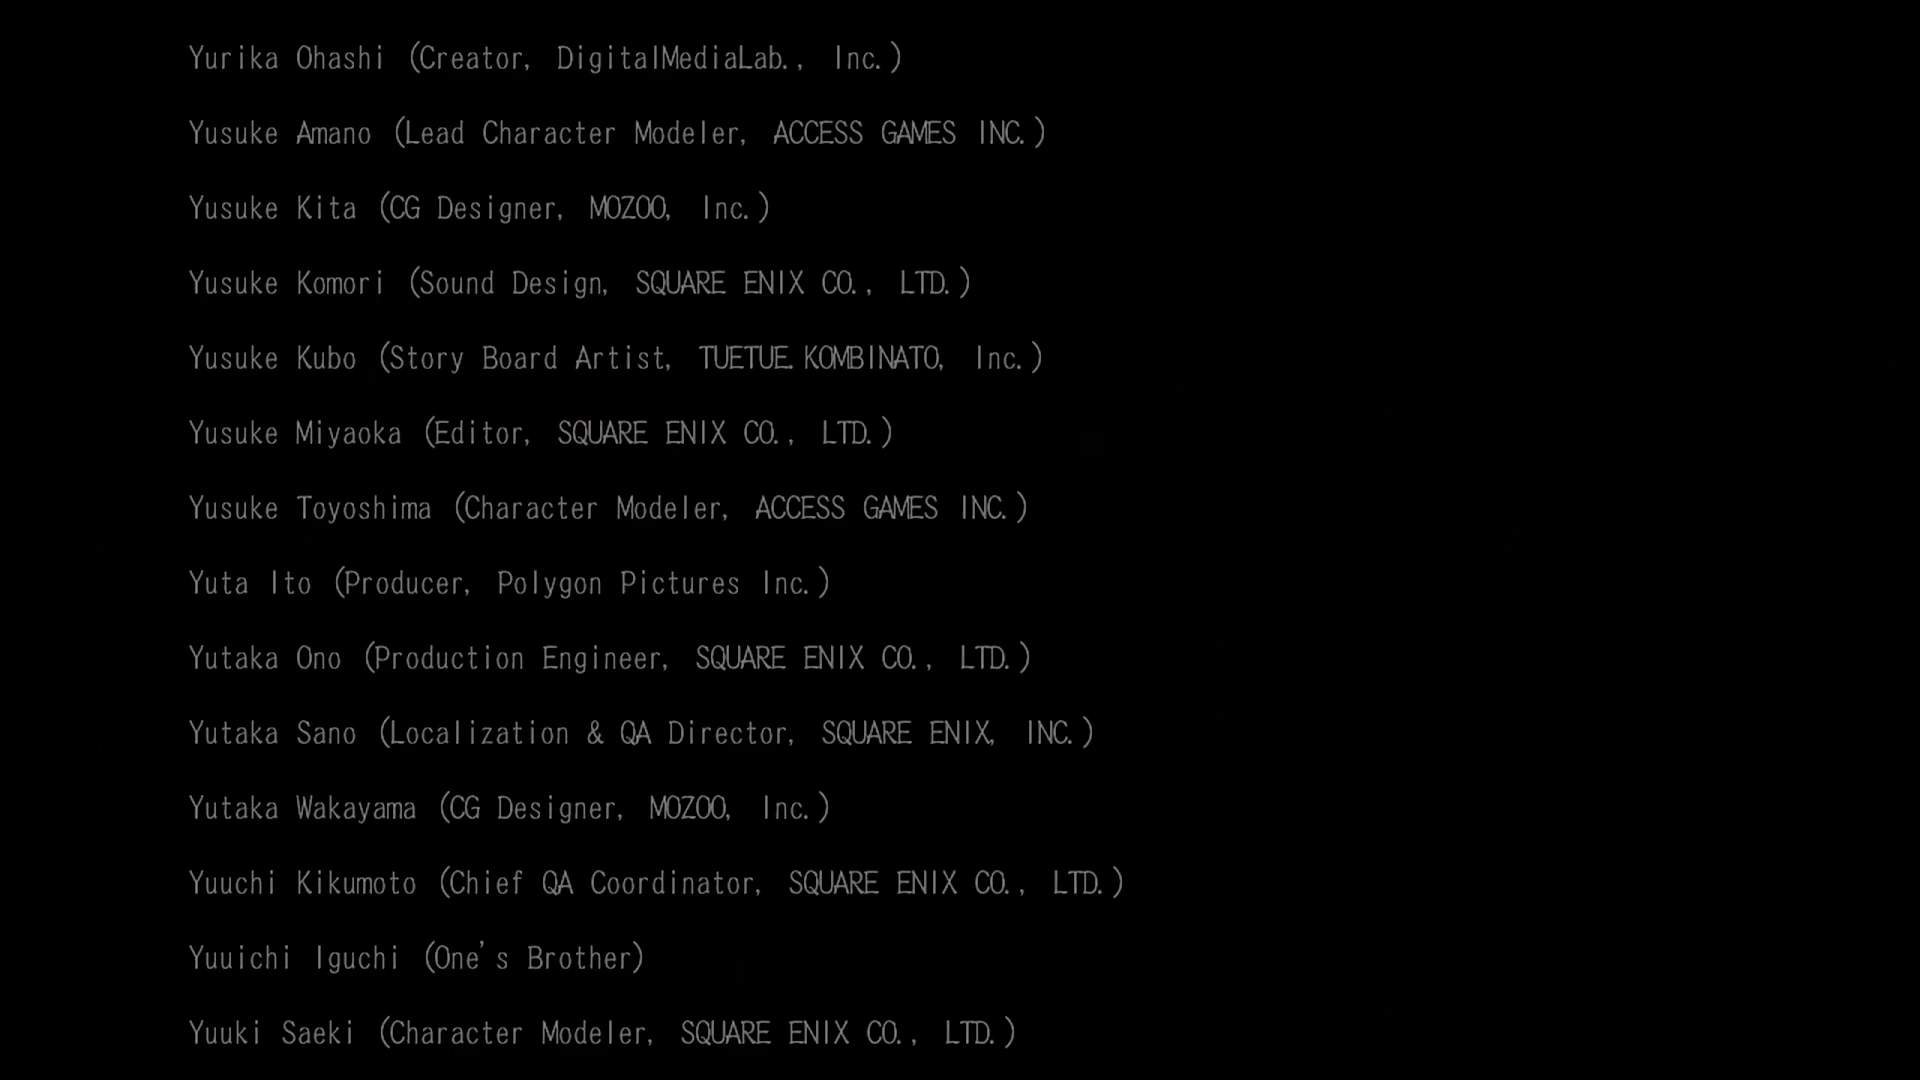 Yurika Ohashi (Creator, DigitalMediaLab., Inc.)
Yusuke Amano (Lead Character Modeler, ACCESS GAMES INC.)
Yusuke Kita (CG Designer, MOZOO, Inc.)
Yusuke Komori (Sound Design, SQUARE ENIX CO., LTD.)
Yusuke Kubo (Story Board Artist, TUETUE.KOMBINATO, Inc.)
Yusuke Miyaoka (Editor, SQUARE ENIX CO., LTD.)
Yusuke Toyoshima (Character Modeler, ACCESS GAMES INC.)
Yuta Ito (Producer, Polygon Pictures Inc.)
Yutaka Ono (Production Engineer, SQUARE ENIX CO., LTD.)
Yutaka Sano (Localization & QA Director, SQUARE ENIX, INC.)
Yutaka Wakayama (CG Designer, MOZOO, Inc.)
Yuuchi Kikumoto (Chief QA Coordinator, SQUARE ENIX CO., LTD.)
Yuuichi Iguchi (One's Brother)
Yuuki Saeki (Character Modeler, SQUARE ENIX CO., LTD.)